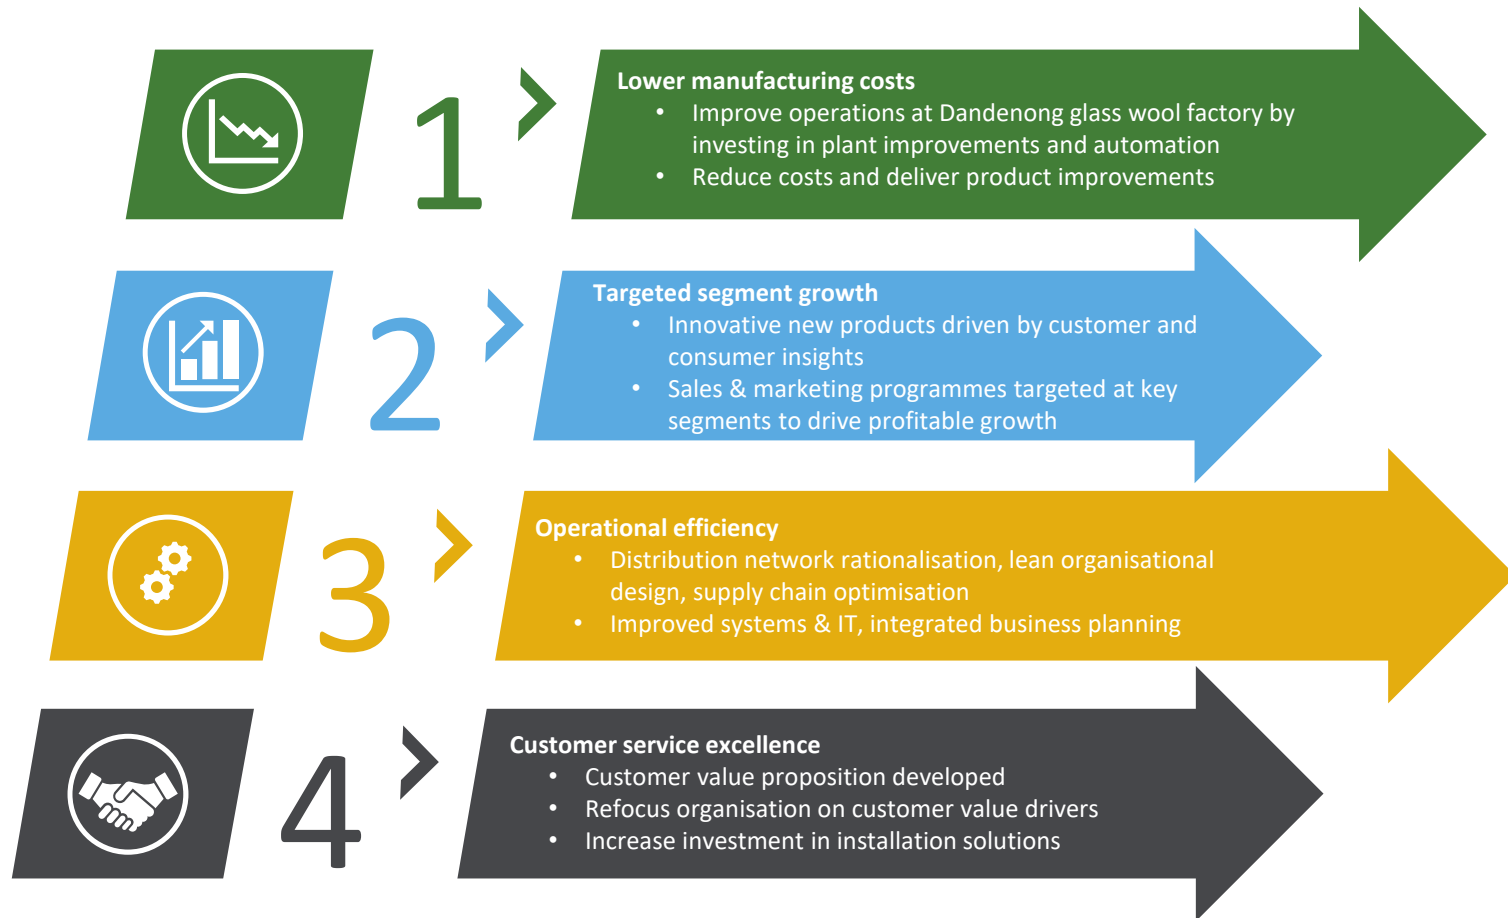 1
Lower manufacturing costs
• Improve operations at Dandenong glass wool factory by
investing in plant improvements and automation
• Reduce costs and deliver product improvements
2
Targeted segment growth
• Innovative new products driven by customer and
consumer insights
• Sales & marketing programmes targeted at key
segments to drive profitable growth
3
Operational efficiency
• Distribution network rationalisation, lean organisational
design, supply chain optimisation
• Improved systems & IT, integrated business planning
4
Customer service excellence
• Customer value proposition developed
• Refocus organisation on customer value drivers
• Increase investment in installation solutions